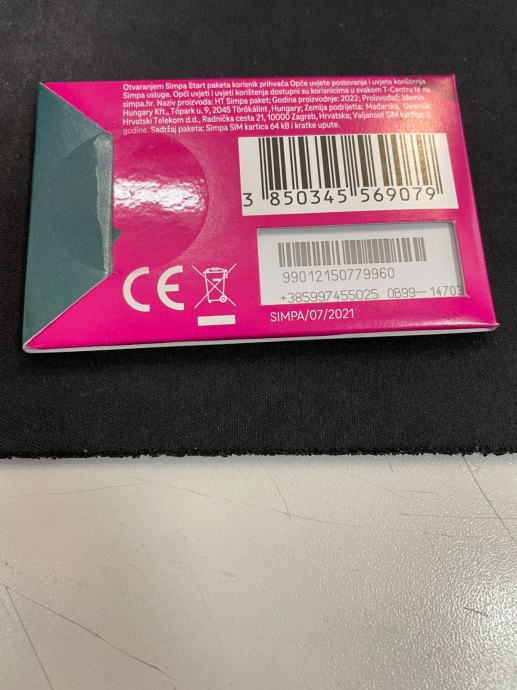 Otvaranjem Simpa Start paketa korisnik prihvaća Opće uvjete poslovanja i uvjete korištenja
Simpa usluge. Opći uvjeti i uvjeti korištenja dostupni su korisnicima u svakom T-Centru te na
simpa.hr. Naziv proizvoda: HT Simpa paket; Godina proizvodnje: 2022; Proizvođač: Idemia
Hungary Kft., Tópark u. 9, 2045 Törökálint, Hungary; Zemlja podrijetla: Mađarska, Uvoznik:
Hrvatski Telekom d.d., Radnička cesta 21, 10000 Zagreb, Hrvatska; Valjanost SIM kartice: 3
godine. Sadržaj paketa: Simpa SIM kartica 64 kB i kratke upute.
3 850345 569079
99012150779960
+385997455025 0B99-14703
CE
SIMPA/07/2021